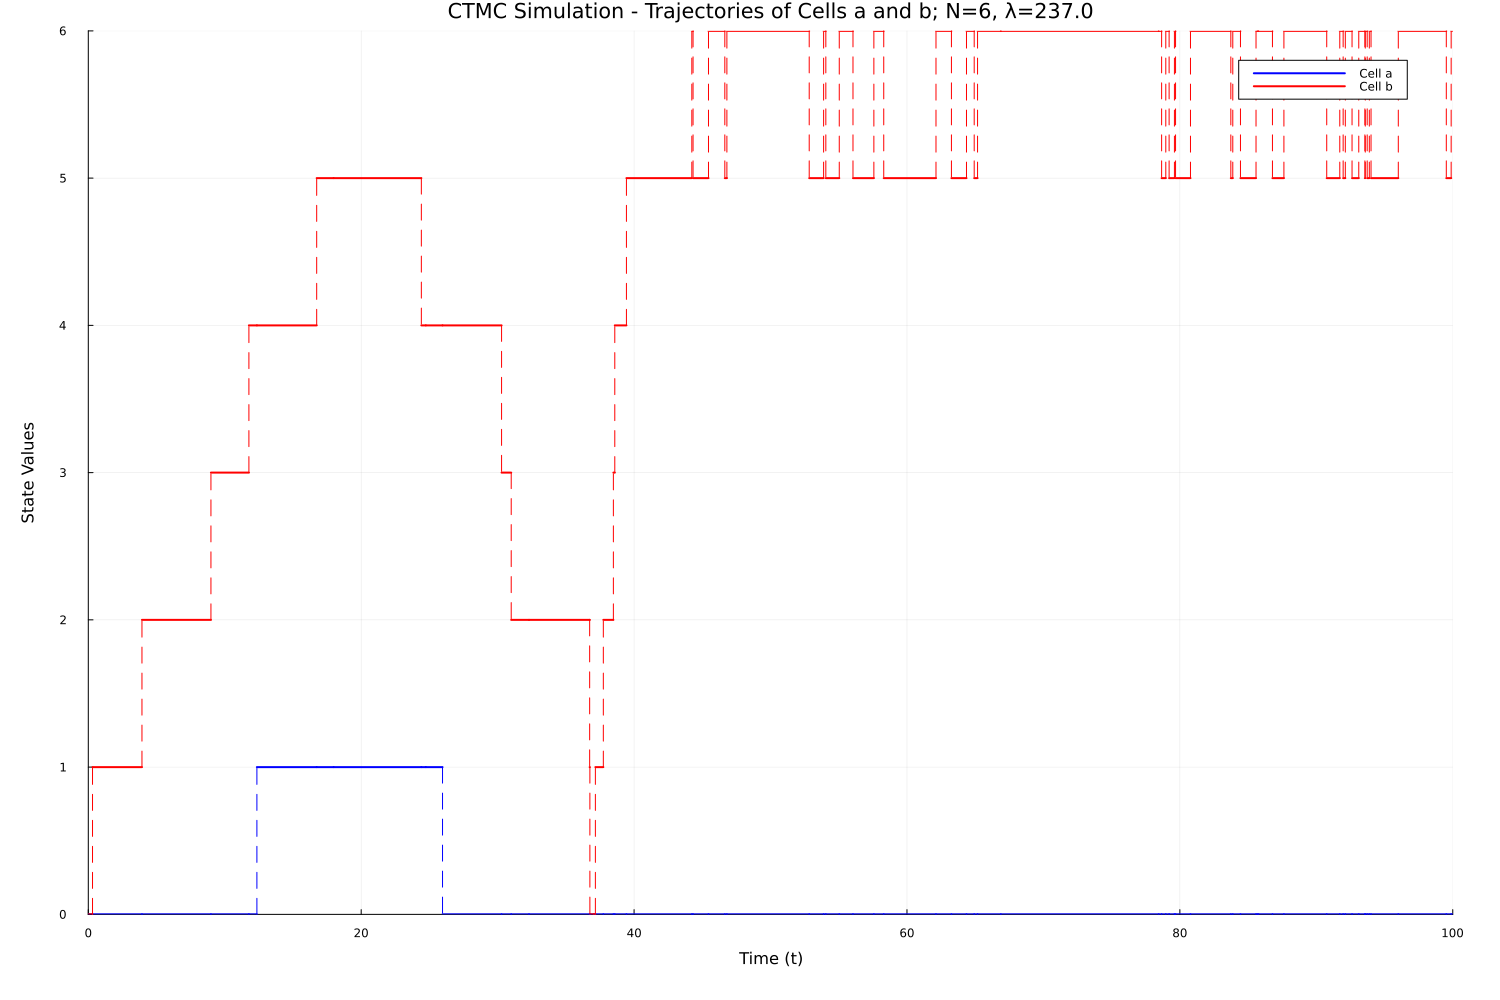 CTMC Simulation - Trajectories of Cells a and b; N=6, λ=237.0
6
Cell a
Cell b
5
4
State Values
3
2
1
0
0 20 40 60 80 100
Time (t)